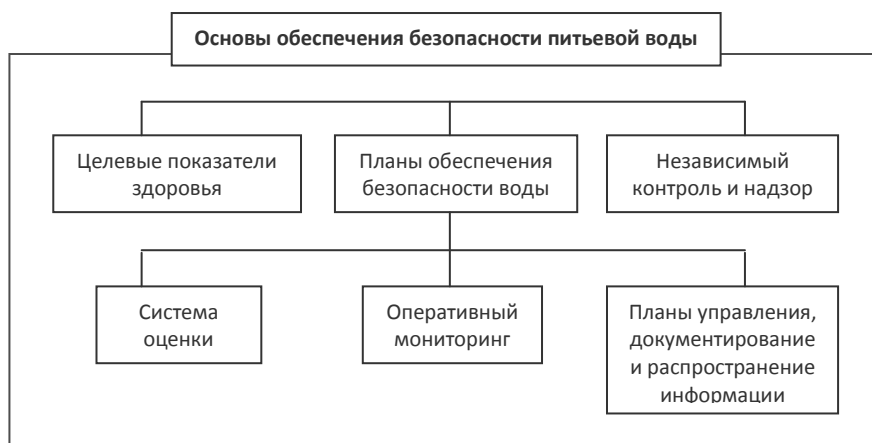 Основы обеспечения безопасности питьевой воды
Целевые показатели
здоровья
Планы обеспечения
безопасности воды
Независимый
контроль и надзор
Система
оценки
Оперативный
мониторинг
Планы управления,
документирование
и распространение
информации